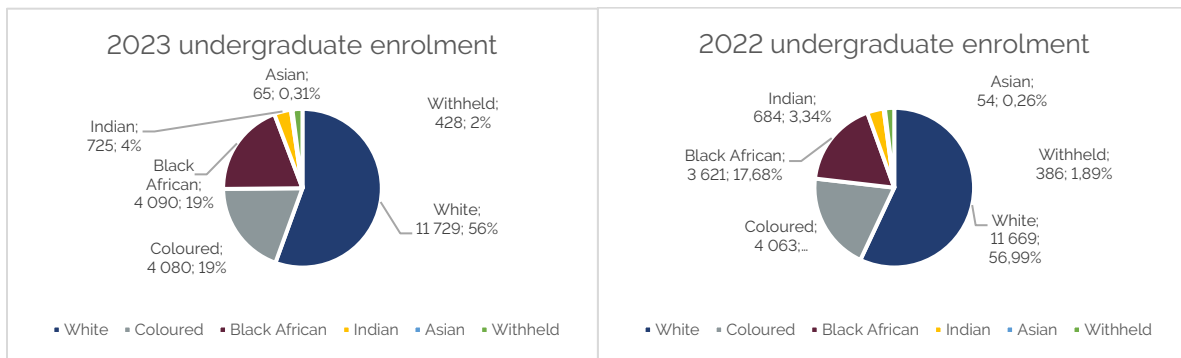 2023 undergraduate enrolment
Asian;
65; 0,31%
Withheld;
428; 2%
Indian;
725; 4%
Black
African;
4 090; 19%
White;
11 729; 56%
Coloured;
4 080; 19%
White Coloured Black African Indian Asian Withheld
2022 undergraduate enrolment
Asian;
54; 0,26%
Indian;
684; 3,34%
Black African;
3 621; 17,68%
Withheld;
386; 1,89%
White;
11 669;
56,99%
Coloured;
4 063;...
White Coloured Black African Indian Asian Withheld